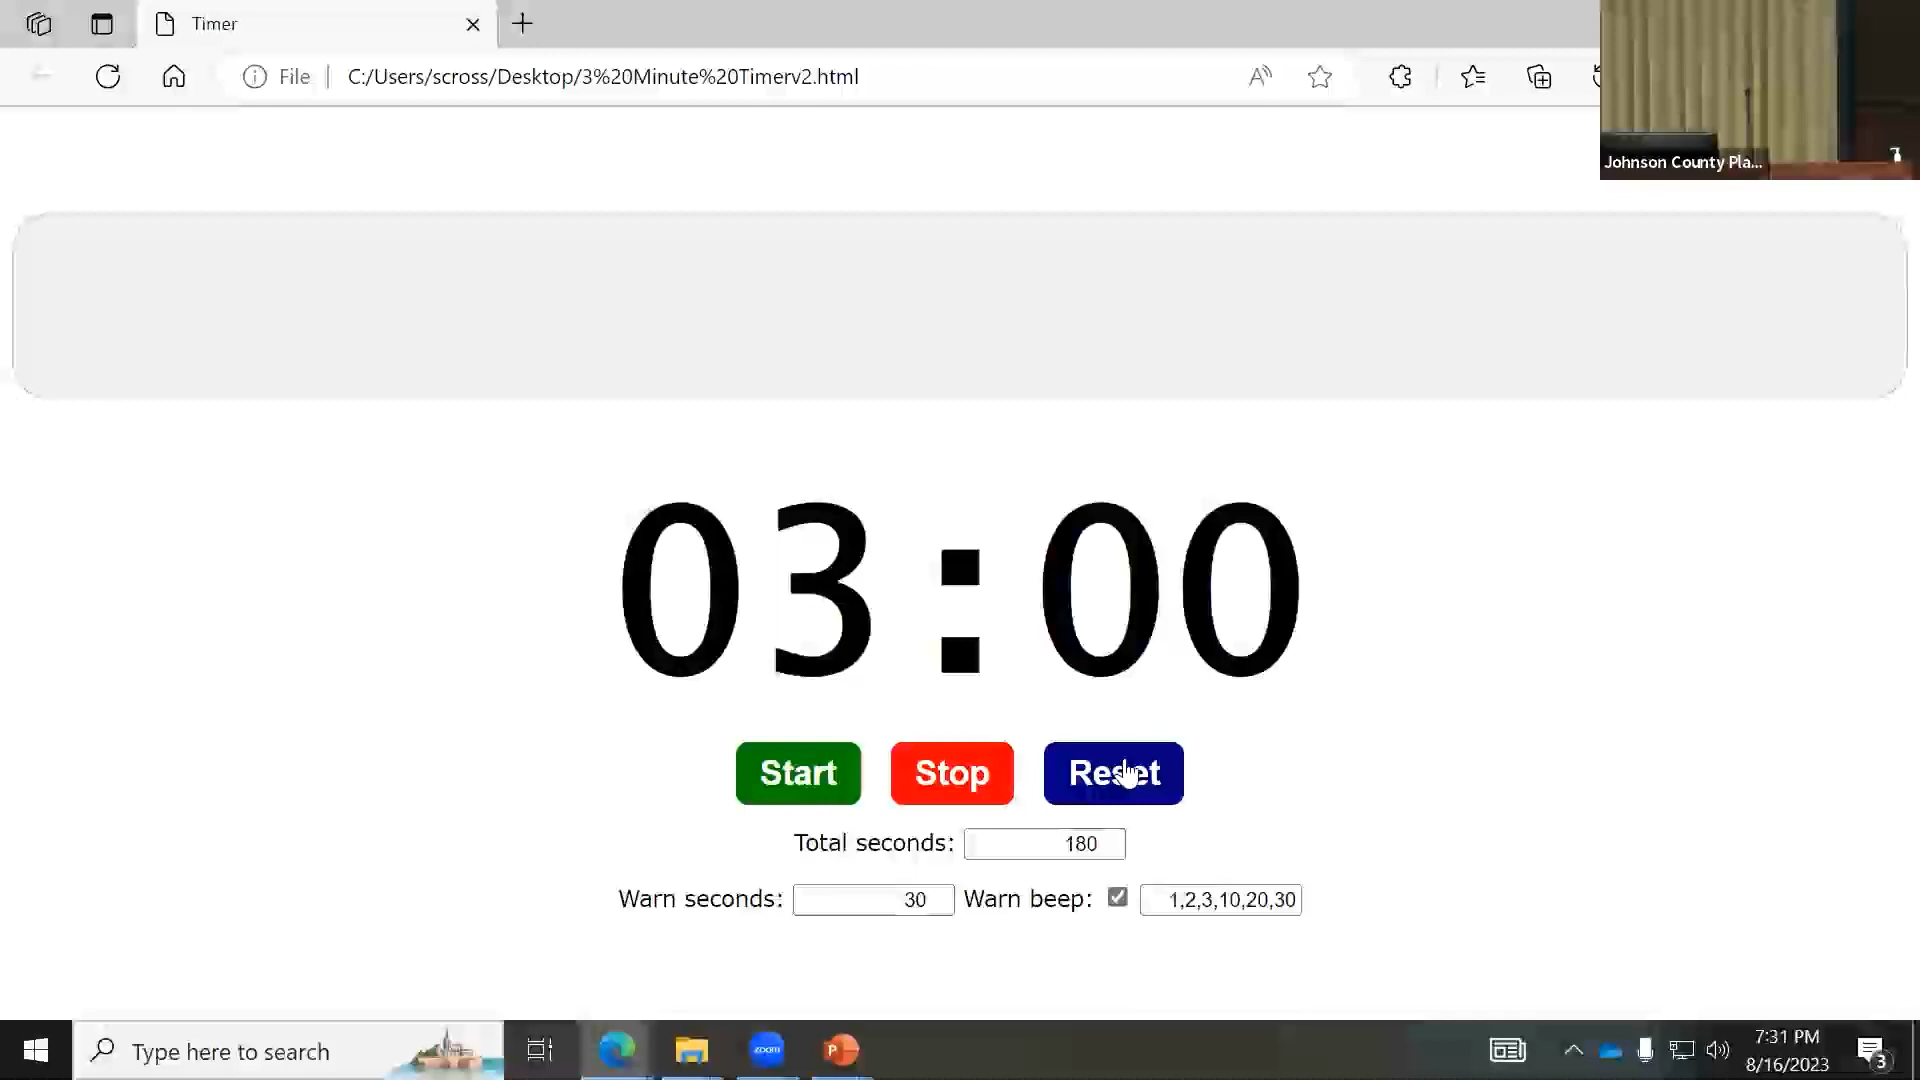 Timer
File
C:/Users/scross/Desktop/3%20Minute%20Timerv2.html
Johnson County Pla...
03:00
Start Stop Reset
Total seconds: 180
Warn seconds: 30 Warn beep: 1,2,3,10,20,30
Type here to search
zoom
P
7:31 PM
8/16/2023
3